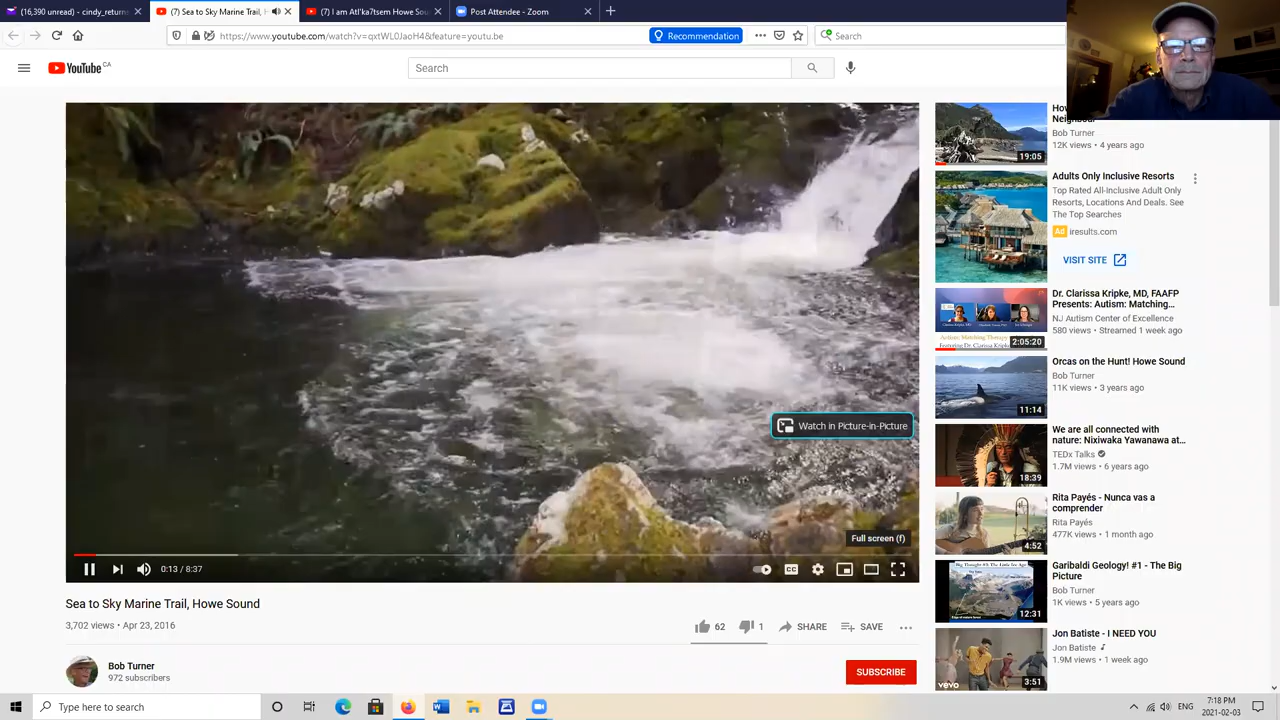 (16,390 unread) - cindy_returns
(7) Sea to Sky Marine Trail, H
(7) I am Atl'ka7tsem Howe Sou
Post Attendee - Zoom
https://www.youtube.com/watch?v=qxtWL0JaoH4&feature=youtu.be
Recommendation
Search
YouTube CA
Search
Watch in Picture-in-Picture
Full screen (f)
0:13 / 8:37
Sea to Sky Marine Trail, Howe Sound
3,702 views • Apr 23, 2016
62
1
SHARE
SAVE
Bob Turner
972 subscribers
SUBSCRIBE
19:05
Neighbour
Bob Turner
12K views • 4 years ago
Adults Only Inclusive Resorts
Top Rated All-Inclusive Adult Only
Resorts, Locations And Deals. See
The Top Searches
Ad iresults.com
VISIT SITE
Autism: Matching Therapy
Featuring Dr. Clarissa Kripke
2:05:20
Dr. Clarissa Kripke, MD, FAAFP
Presents: Autism: Matching...
NJ Autism Center of Excellence
580 views • Streamed 1 week ago
11:14
Orcas on the Hunt! Howe Sound
Bob Turner
11K views • 3 years ago
18:39
We are all connected with
nature: Nixiwaka Yawanawa at...
TEDx Talks
1.7M views • 6 years ago
4:52
Rita Payés - Nunca vas a
comprender
Rita Payés
477K views • 1 month ago
12:31
Garibaldi Geology! #1 - The Big
Picture
Bob Turner
1K views • 5 years ago
vevo
3:51
Jon Batiste - I NEED YOU
Jon Batiste
1.9M views • 1 week ago
Type here to search
ENG
7:18 PM
2021-02-03